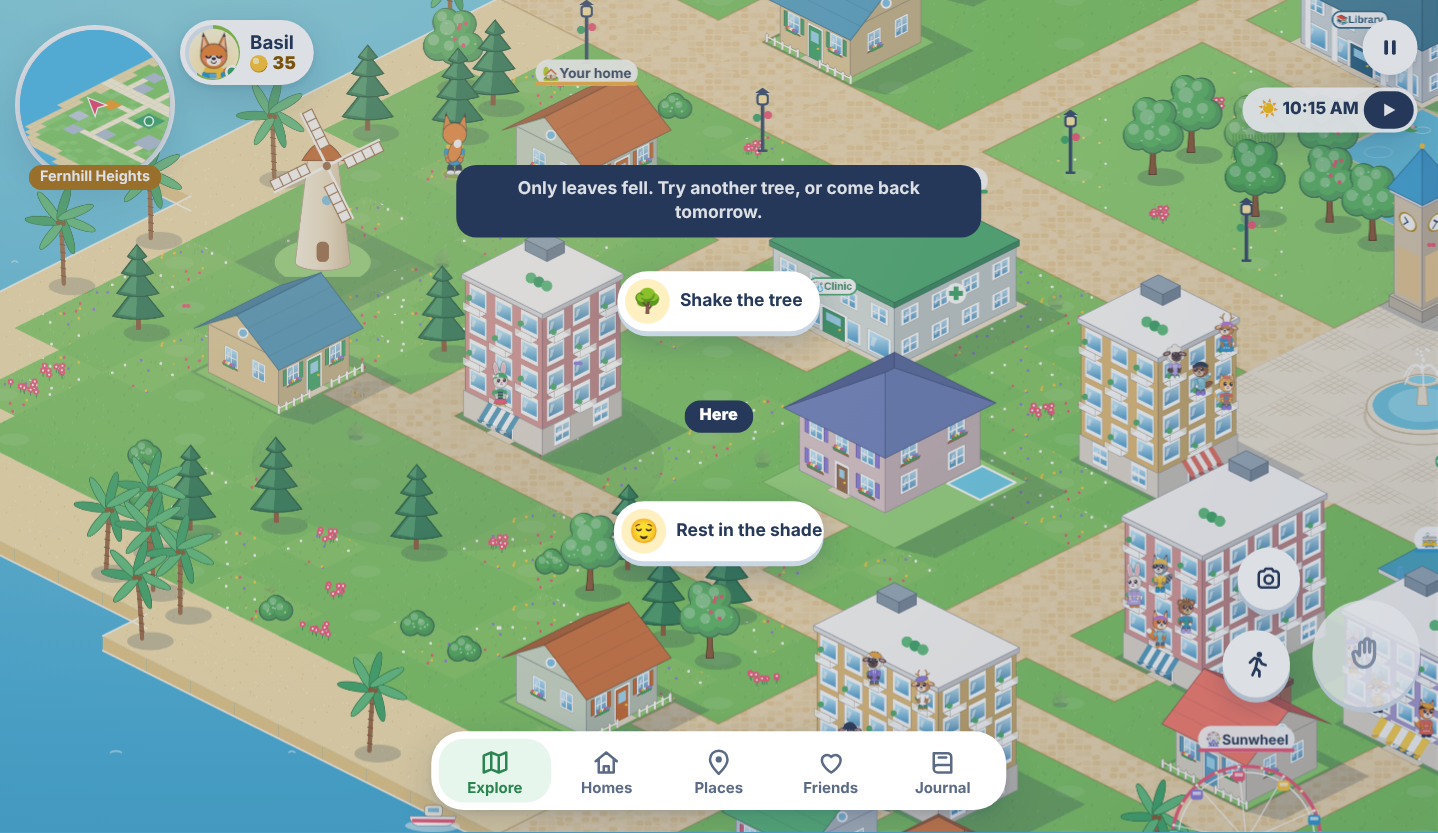 Basil
35
Your home
Library
10:15 AM
Fernhill Heights
Only leaves fell. Try another tree, or come back
tomorrow.
Clinic
Shake the tree
Here
Rest in the shade
Sunwheel
Explore
Homes
Places
Friends
Journal